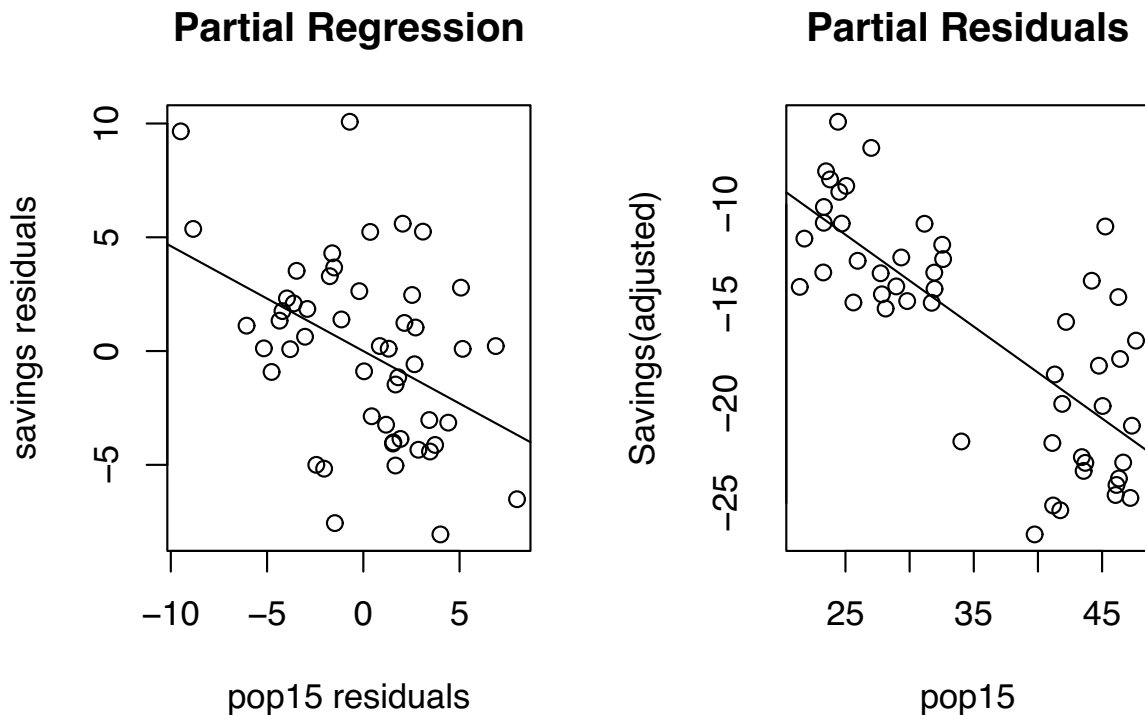 Partial Regression
10
5
0
−5
savings residuals
−10 −5 0 5
pop15 residuals
Partial Residuals
−10
−15
−20
−25
Savings(adjusted)
25 35 45
pop15